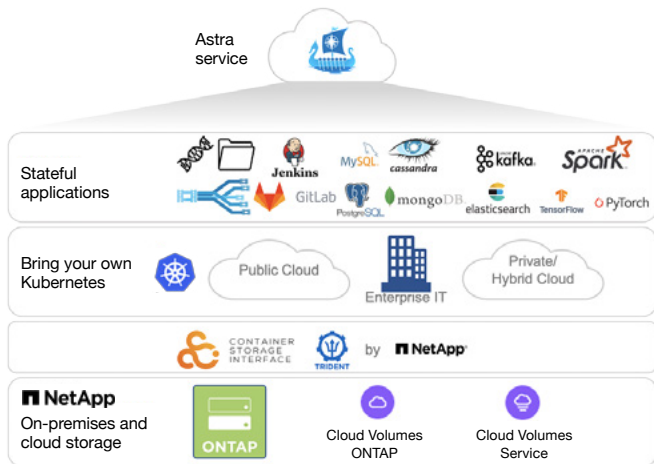 Astra
service
Stateful
applications
Jenkins
MySQL
cassandra
kafka
APACHE
Spark
GitLab
PostgreSQL
mongoDB
elasticsearch
TensorFlow
PyTorch
Bring your own
Kubernetes
Public Cloud
Enterprise IT
Private/
Hybrid Cloud
CONTAINER
STORAGE
INTERFACE
TRIDENT
by
NetApp
NetApp
On-premises and
cloud storage
ONTAP
Cloud Volumes
ONTAP
Cloud Volumes
Service